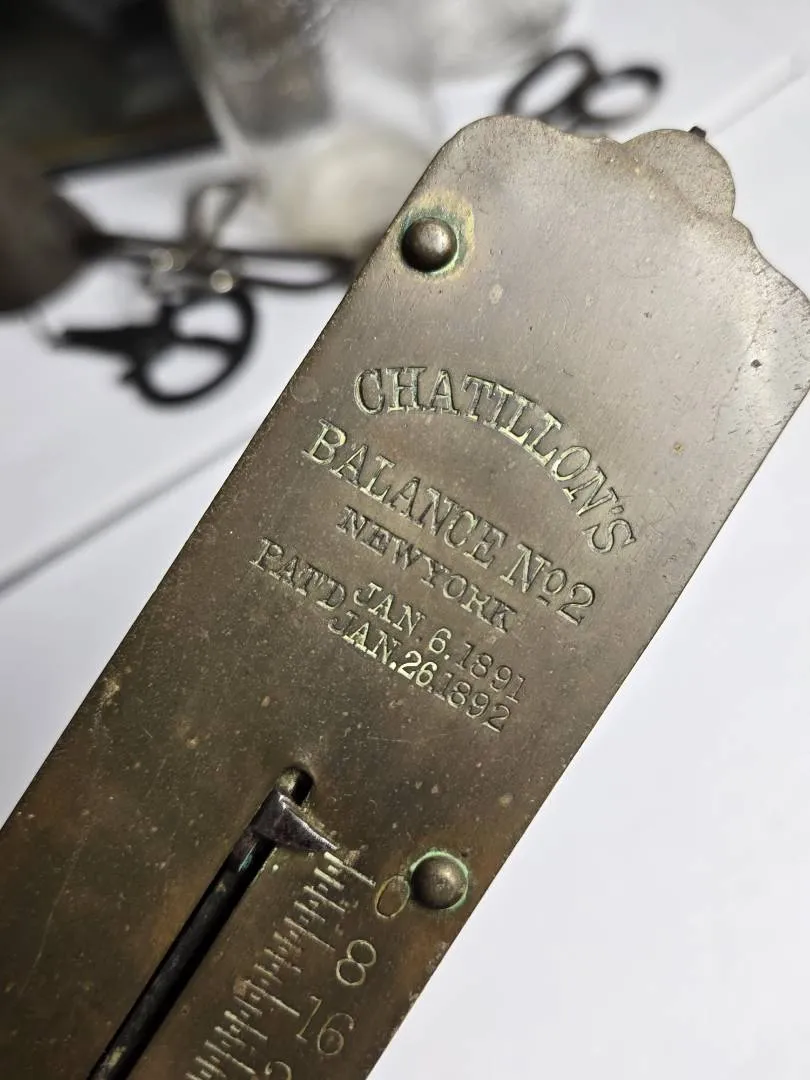 CHATILLON'S
BALANCE No2
NEW YORK
PAT'D JAN. 6. 1891
JAN. 26. 1892
0
8
16